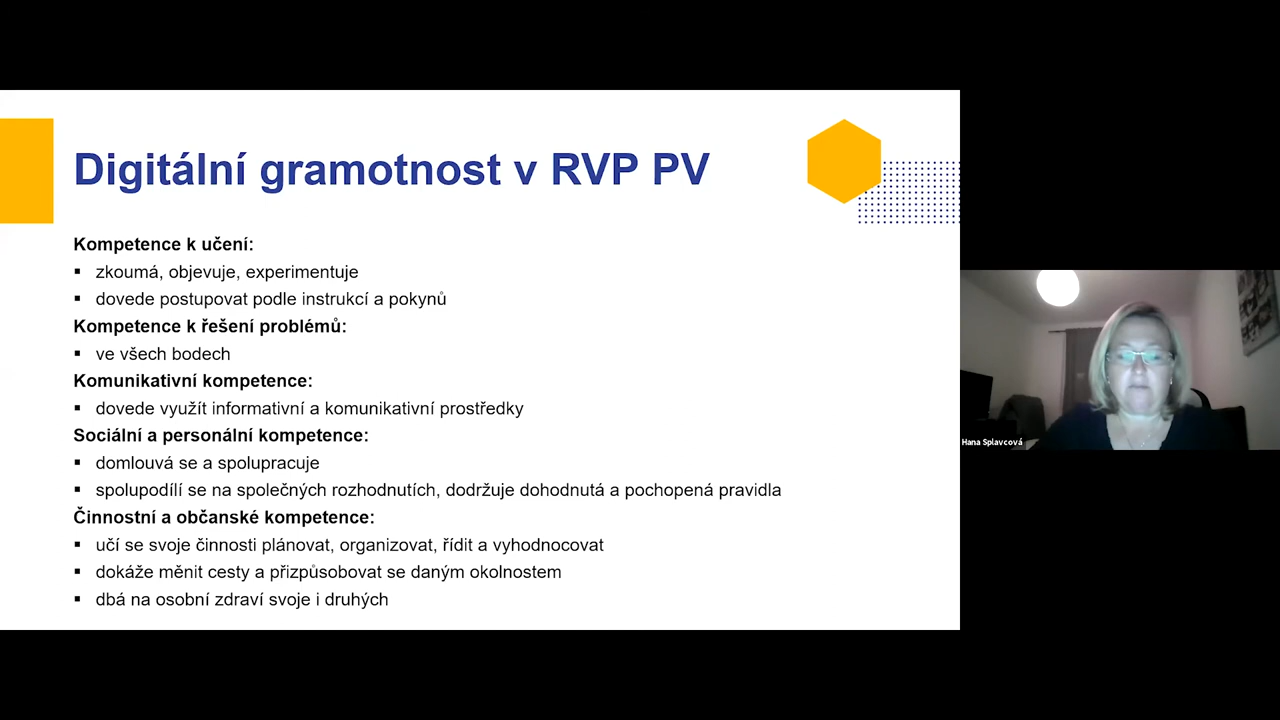 Digitální gramotnost v RVP PV
Kompetence k učení:
▪ zkoumá, objevuje, experimentuje
▪ dovede postupovat podle instrukcí a pokynů
Kompetence k řešení problémů:
▪ ve všech bodech
Komunikativní kompetence:
▪ dovede využít informativní a komunikativní prostředky
Sociální a personální kompetence:
▪ domlouvá se a spolupracuje
▪ spolupodílí se na společných rozhodnutích, dodržuje dohodnutá a pochopená pravidla
Činnostní a občanské kompetence:
▪ učí se svoje činnosti plánovat, organizovat, řídit a vyhodnocovat
▪ dokáže měnit cesty a přizpůsobovat se daným okolnostem
▪ dbá na osobní zdraví svoje i druhých
Hana Splavcová